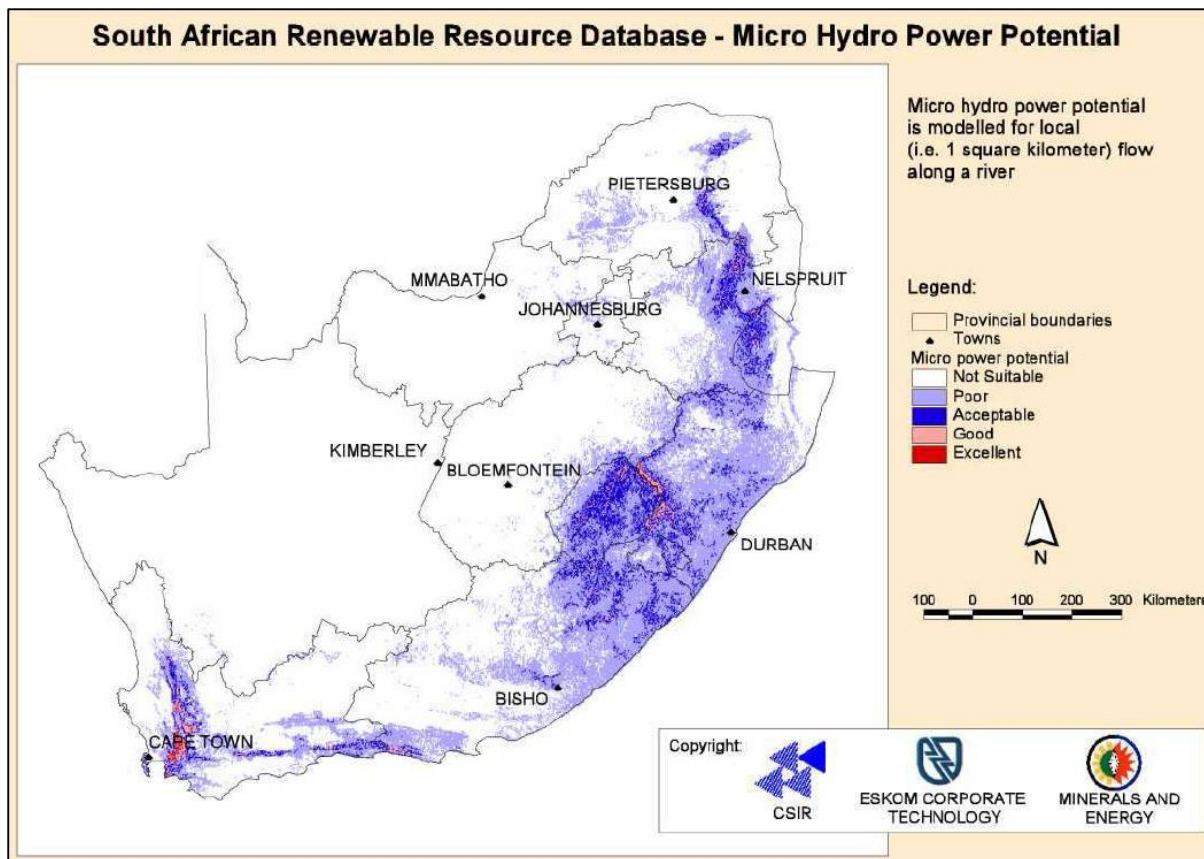 South African Renewable Resource Database - Micro Hydro Power Potential
Micro hydro power potential
is modelled for local
(i.e. 1 square kilometer) flow
along a river
PIETERSBURG
MMABATHO
NELSPRUIT
JOHANNESBURG
KIMBERLEY
BLOEMFONTEIN
DURBAN
BISHO
CAPE TOWN
Legend:
Provincial boundaries
Towns
Micro power potential
Not Suitable
Poor
Acceptable
Good
Excellent
N
100 0 100 200 300 Kilometers
Copyright:
CSIR
ESKOM CORPORATE
TECHNOLOGY
MINERALS AND
ENERGY